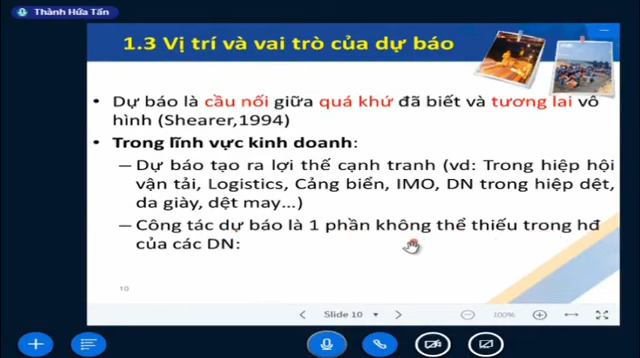 Thành Hứa Tấn
1.3 Vị trí và vai trò của dự báo
• Dự báo là cầu nối giữa quá khứ đã biết và tương lai vô
hình (Shearer,1994)
• Trong lĩnh vực kinh doanh:
– Dự báo tạo ra lợi thế cạnh tranh (vd: Trong hiệp hội
vận tải, Logistics, Cảng biển, IMO, DN trong hiệp dệt,
da giày, dệt may...)
– Công tác dự báo là 1 phần không thể thiếu trong hđ
của các DN:
10
Slide 10
100%